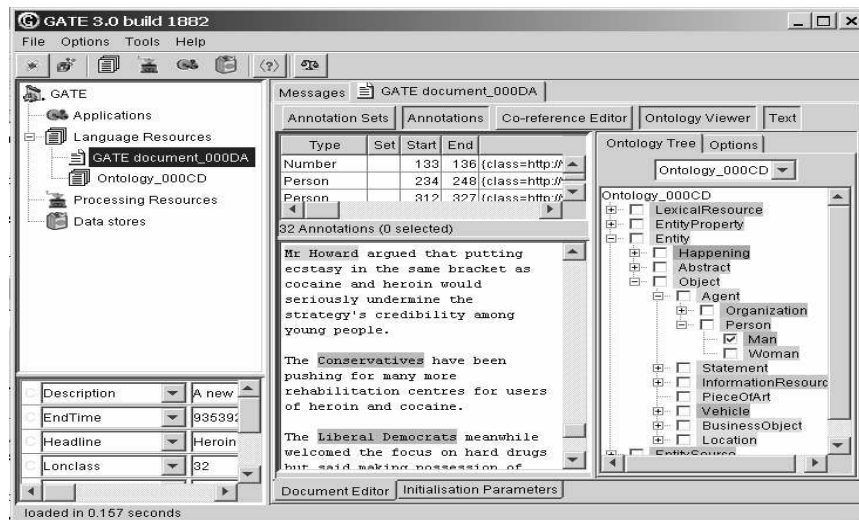 GATE 3.0 build 1882
File Options Tools Help
GATE
Applications
Language Resources
GATE document_000DA
Ontology_000CD
Processing Resources
Data stores
Description A new
EndTime 935392
Headline Heroin
Lonclass 32
loaded in 0.157 seconds
Messages GATE document_000DA
Annotation Sets Annotations Co-reference Editor Ontology Viewer Text
Type Set Start End
Number 133 136 {class=http://
Person 234 248 {class=http://
Person 312 327 {class=http://
32 Annotations (0 selected)
Mr Howard argued that putting
ecstasy in the same bracket as
cocaine and heroin would
seriously undermine the
strategy's credibility among
young people.
The Conservatives have been
pushing for many more
rehabilitation centres for users
of heroin and cocaine.
The Liberal Democrats meanwhile
welcomed the focus on hard drugs
but said making possession of
Document Editor Initialisation Parameters
Ontology Tree Options
Ontology_000CD
Ontology_000CD
LexicalResource
EntityProperty
Entity
Happening
Abstract
Object
Agent
Organization
Person
Man
Woman
Statement
InformationResourc
PieceOfArt
Vehicle
BusinessObject
Location
EntitySource